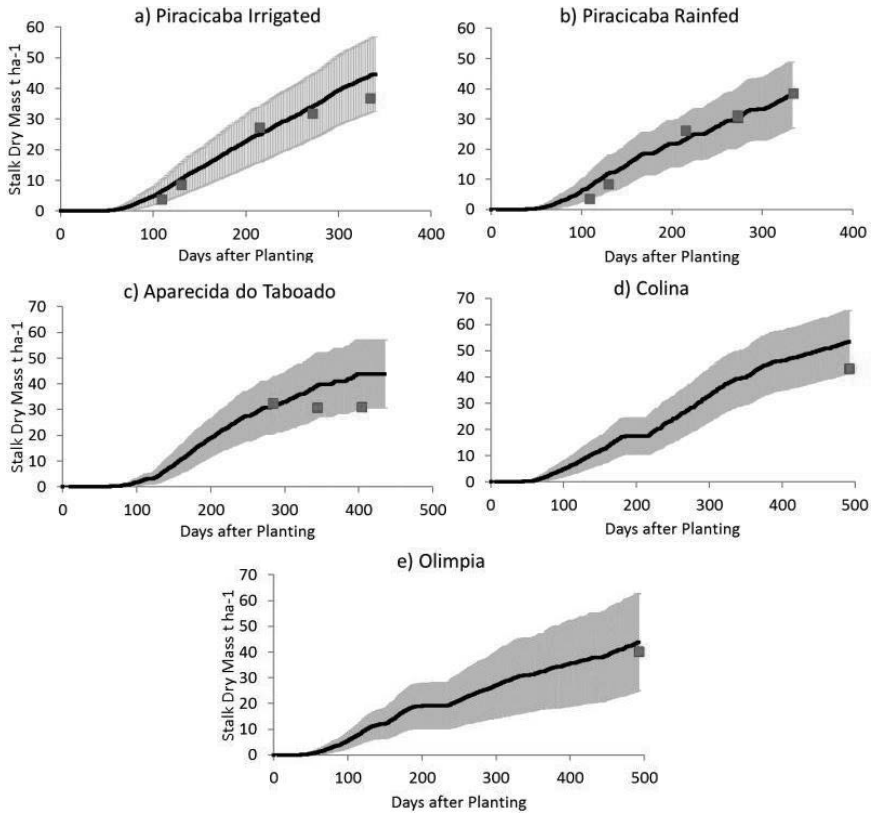 a) Piracicaba Irrigated
Stalk Dry Mass t ha-1
60
50
40
30
20
10
0
0 100 200 300 400
Days after Planting
b) Piracicaba Rainfed
60
50
40
30
20
10
0
0 100 200 300 400
Days after Planting
c) Aparecida do Taboado
Stalk Dry Mass t ha-1
70
60
50
40
30
20
10
0
0 100 200 300 400 500
Days after Planting
d) Colina
70
60
50
40
30
20
10
0
0 100 200 300 400 500
Days after Planting
e) Olimpia
Stalk Dry Mass t ha-1
70
60
50
40
30
20
10
0
0 100 200 300 400 500
Days after Planting